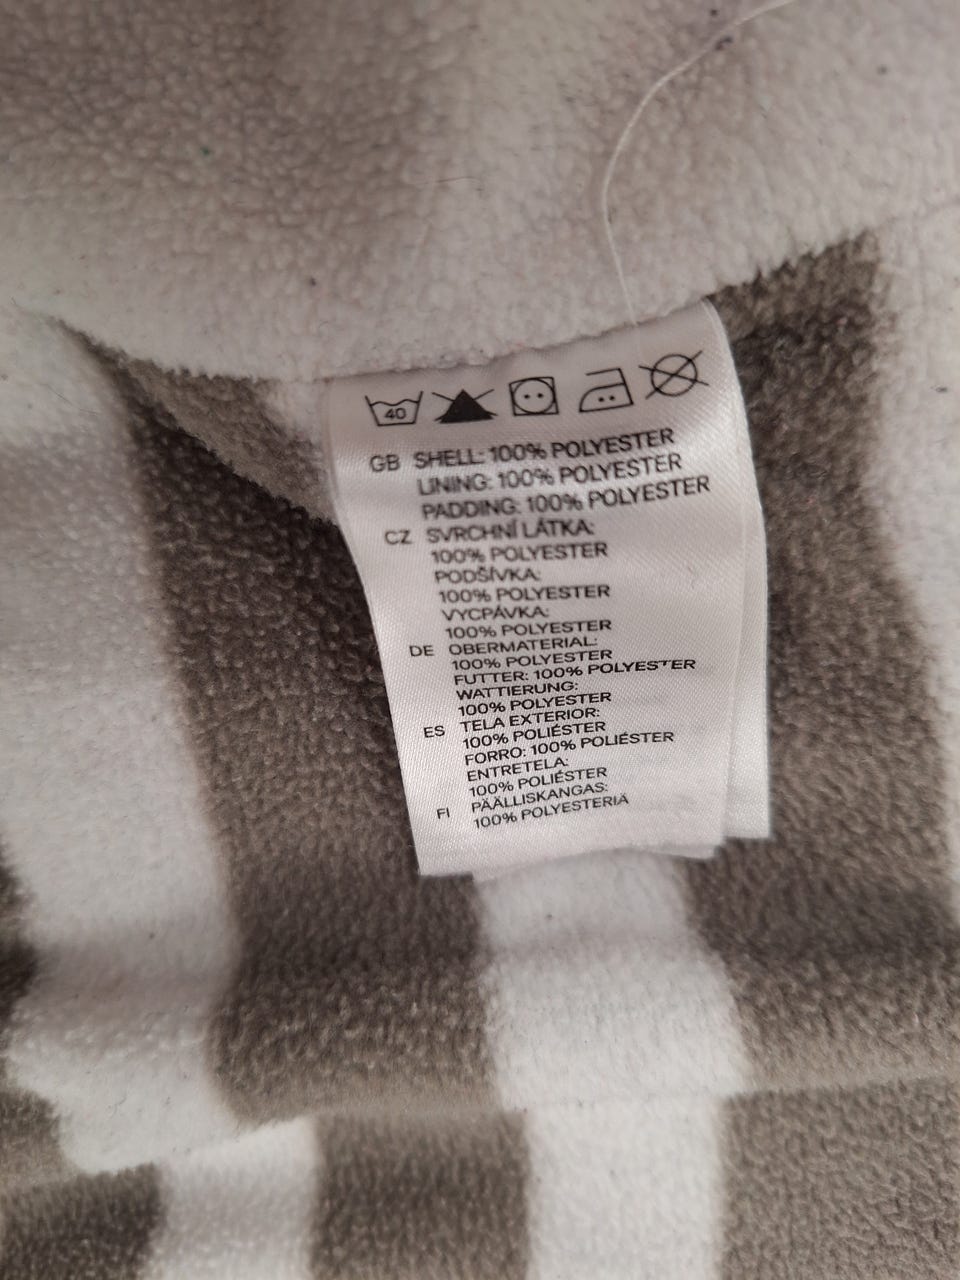 40
GB SHELL: 100% POLYESTER
LINING: 100% POLYESTER
PADDING: 100% POLYESTER
CZ SVRCHNÍ LÁTKA:
100% POLYESTER
PODŠÍVKA:
100% POLYESTER
VYCPÁVKA:
100% POLYESTER
DE OBERMATERIAL:
100% POLYESTER
FUTTER: 100% POLYESTER
WATTIERUNG:
100% POLYESTER
ES TELA EXTERIOR:
100% POLIÉSTER
FORRO: 100% POLIÉSTER
ENTRETELA:
100% POLIÉSTER
FI PÄÄLLISKANGAS:
100% POLYESTERIÄ